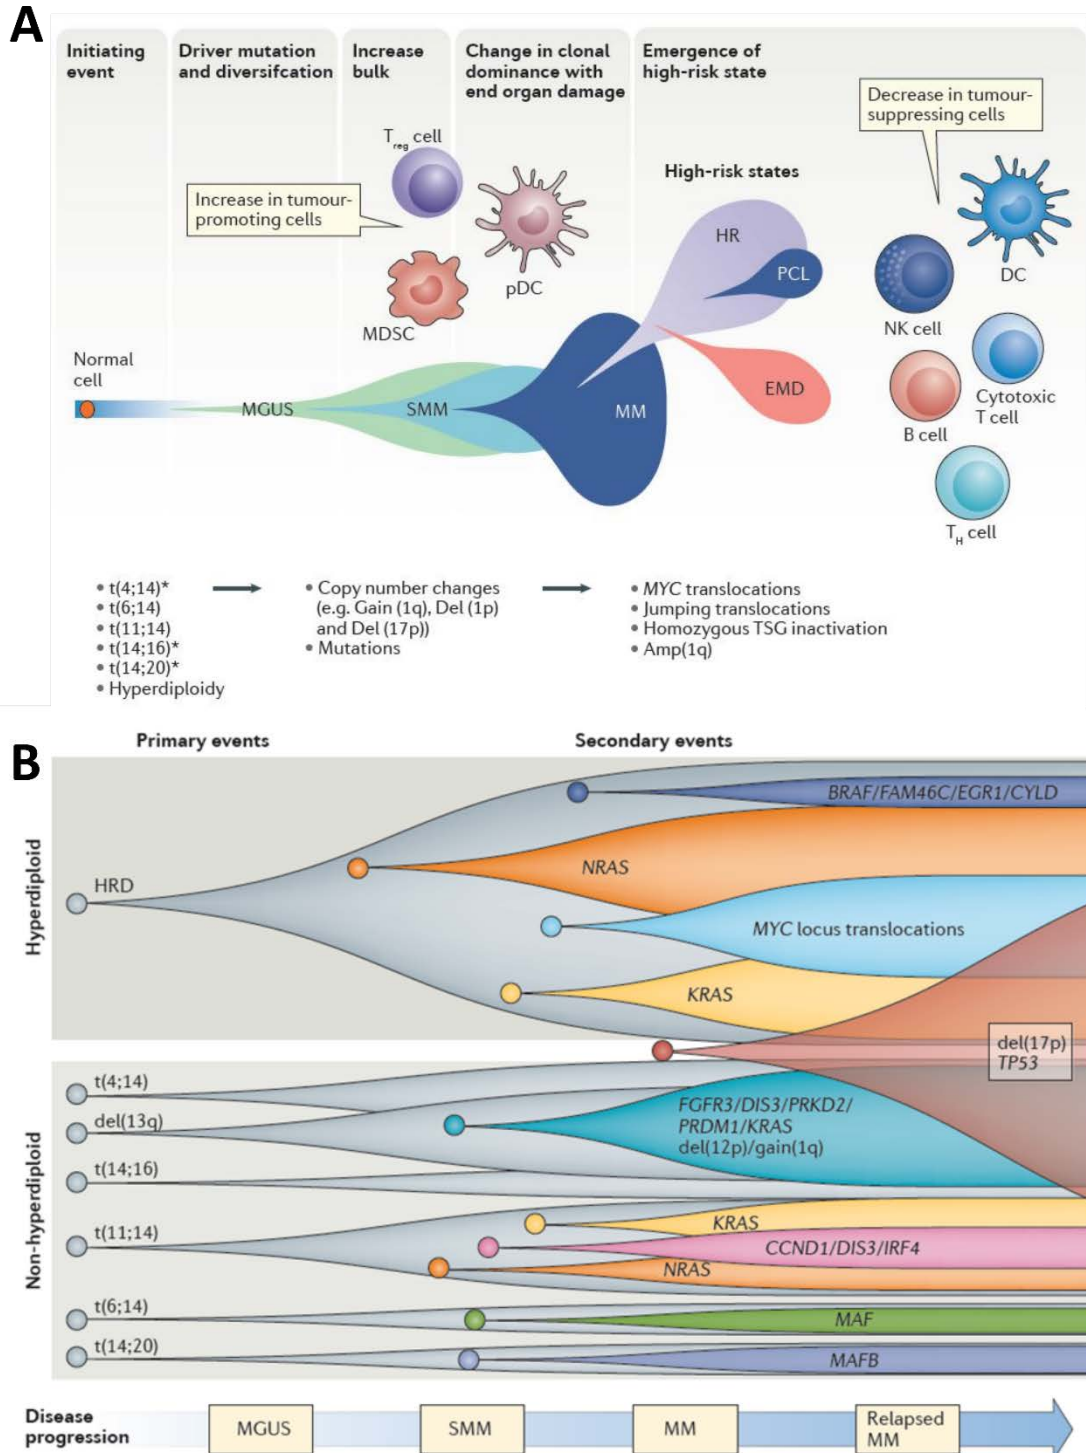 A
Initiating
event
Driver mutation
and diversifcation
Increase
bulk
Change in clonal
dominance with
end organ damage
Emergence of
high-risk state
Decrease in tumour-
suppressing cells
Treg cell
Increase in tumour-
promoting cells
High-risk states
HR
PCL
pDC
DC
MDSC
NK cell
Normal
cell
MGUS
SMM
MM
EMD
Cytotoxic
T cell
B cell
TH cell
• t(4;14)*
• t(6;14)
• t(11;14)
• t(14;16)*
• t(14;20)*
• Hyperdiploidy
• Copy number changes
(e.g. Gain (1q), Del (1p)
and Del (17p))
• Mutations
• MYC translocations
• Jumping translocations
• Homozygous TSG inactivation
• Amp(1q)
B
Primary events
Secondary events
Hyperdiploid
HRD
BRAF/FAM46C/EGR1/CYLD
NRAS
MYC locus translocations
KRAS
del(17p)
TP53
Non-hyperdiploid
t(4;14)
del(13q)
t(14;16)
t(11;14)
t(6;14)
t(14;20)
FGFR3/DIS3/PRKD2/
PRDM1/KRAS
del(12p)/gain(1q)
KRAS
CCND1/DIS3/IRF4
NRAS
MAF
MAFB
Disease
progression
MGUS
SMM
MM
Relapsed
MM